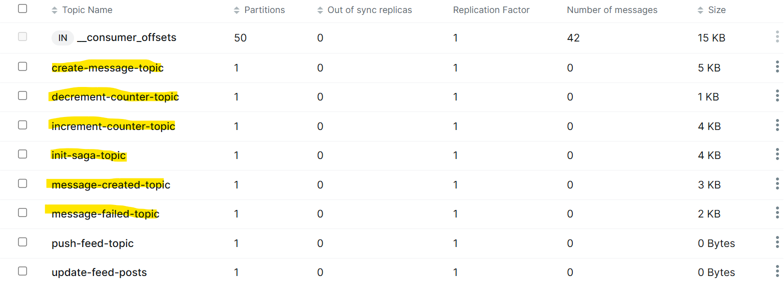 Topic Name Partitions Out of sync replicas Replication Factor Number of messages Size
IN __consumer_offsets 50 0 1 42 15 KB
create-message-topic 1 0 1 0 5 KB
decrement-counter-topic 1 0 1 0 1 KB
increment-counter-topic 1 0 1 0 4 KB
init-saga-topic 1 0 1 0 4 KB
message-created-topic 1 0 1 0 3 KB
message-failed-topic 1 0 1 0 2 KB
push-feed-topic 1 0 1 0 0 Bytes
update-feed-posts 1 0 1 0 0 Bytes